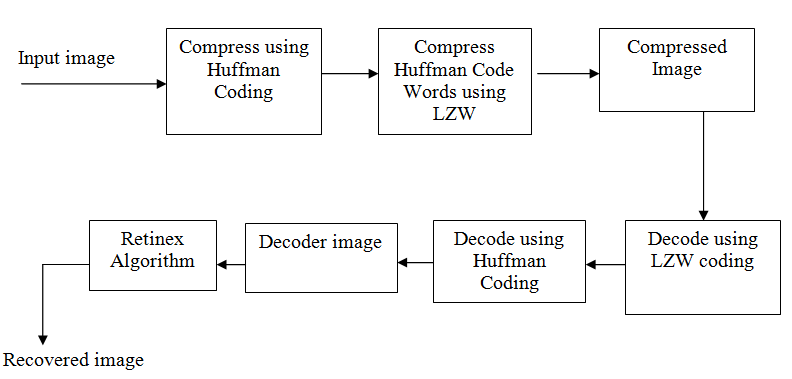 Input image
Compress using
Huffman
Coding
Compress
Huffman Code
Words using
LZW
Compressed
Image
Decode using
LZW coding
Decode using
Huffman
Coding
Decoder image
Retinex
Algorithm
Recovered image